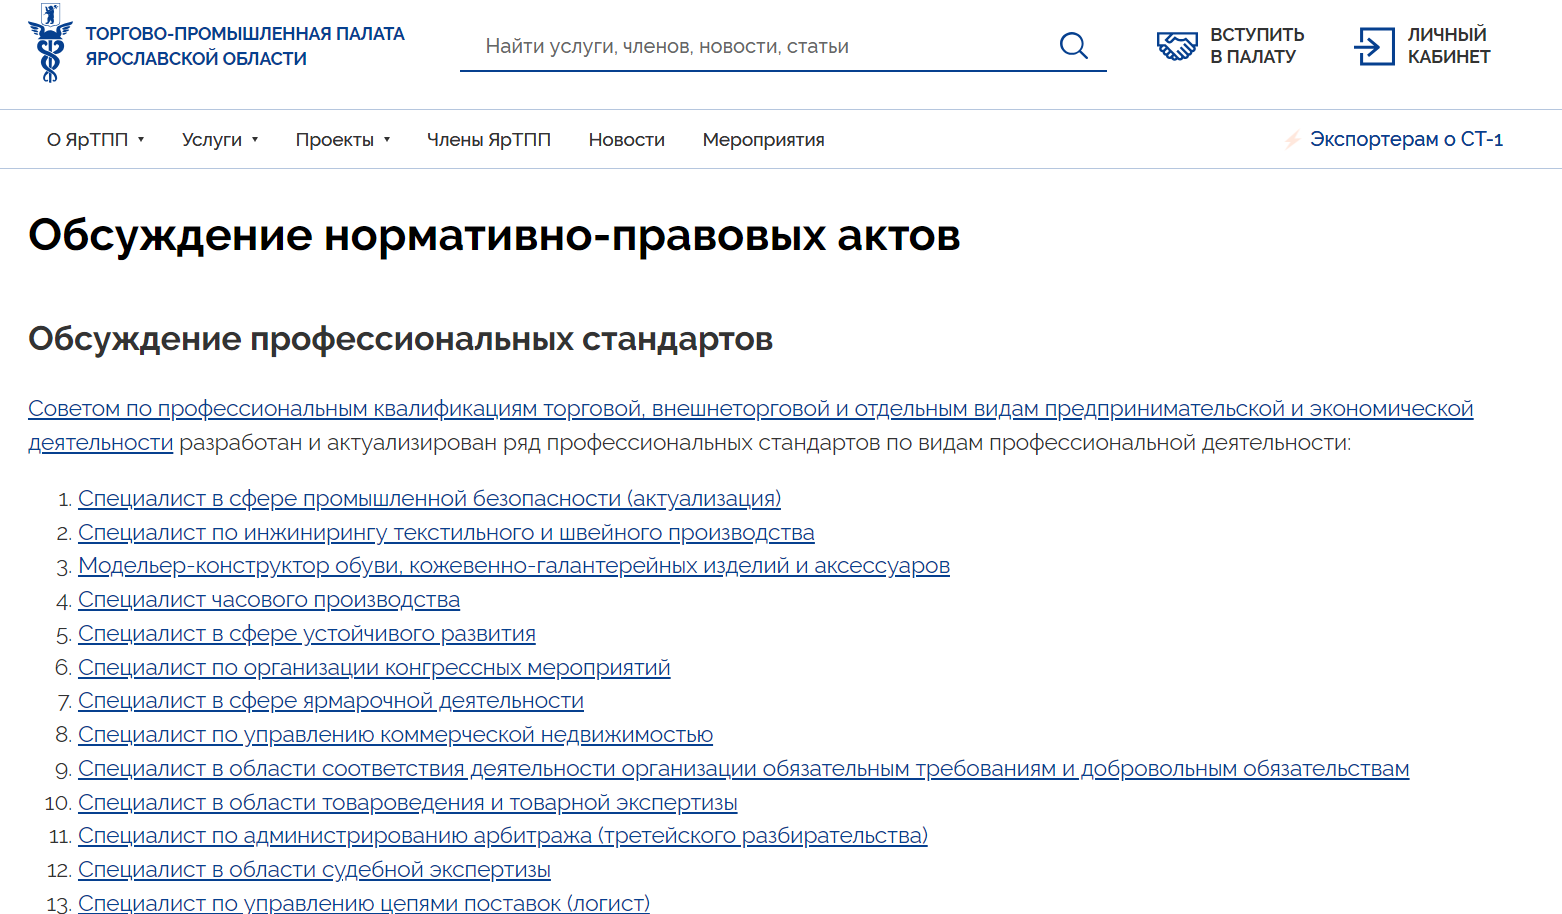 ТОРГОВО-ПРОМЫШЛЕННАЯ ПАЛАТА
ЯРОСЛАВСКОЙ ОБЛАСТИ
Найти услуги, членов, новости, статьи
ВСТУПИТЬ
В ПАЛАТУ
ЛИЧНЫЙ
КАБИНЕТ
О ЯрТПП
Услуги
Проекты
Члены ЯрТПП
Новости
Мероприятия
Экспортерам о СТ-1
Обсуждение нормативно-правовых актов
Обсуждение профессиональных стандартов
Советом по профессиональным квалификациям торговой, внешнеторговой и отдельным видам предпринимательской и экономической
деятельности разработан и актуализирован ряд профессиональных стандартов по видам профессиональной деятельности:
1. Специалист в сфере промышленной безопасности (актуализация)
2. Специалист по инжинирингу текстильного и швейного производства
3. Модельер-конструктор обуви, кожевенно-галантерейных изделий и аксессуаров
4. Специалист часового производства
5. Специалист в сфере устойчивого развития
6. Специалист по организации конгрессных мероприятий
7. Специалист в сфере ярмарочной деятельности
8. Специалист по управлению коммерческой недвижимостью
9. Специалист в области соответствия деятельности организации обязательным требованиям и добровольным обязательствам
10. Специалист в области товароведения и товарной экспертизы
11. Специалист по администрированию арбитража (третейского разбирательства)
12. Специалист в области судебной экспертизы
13. Специалист по управлению цепями поставок (логист)